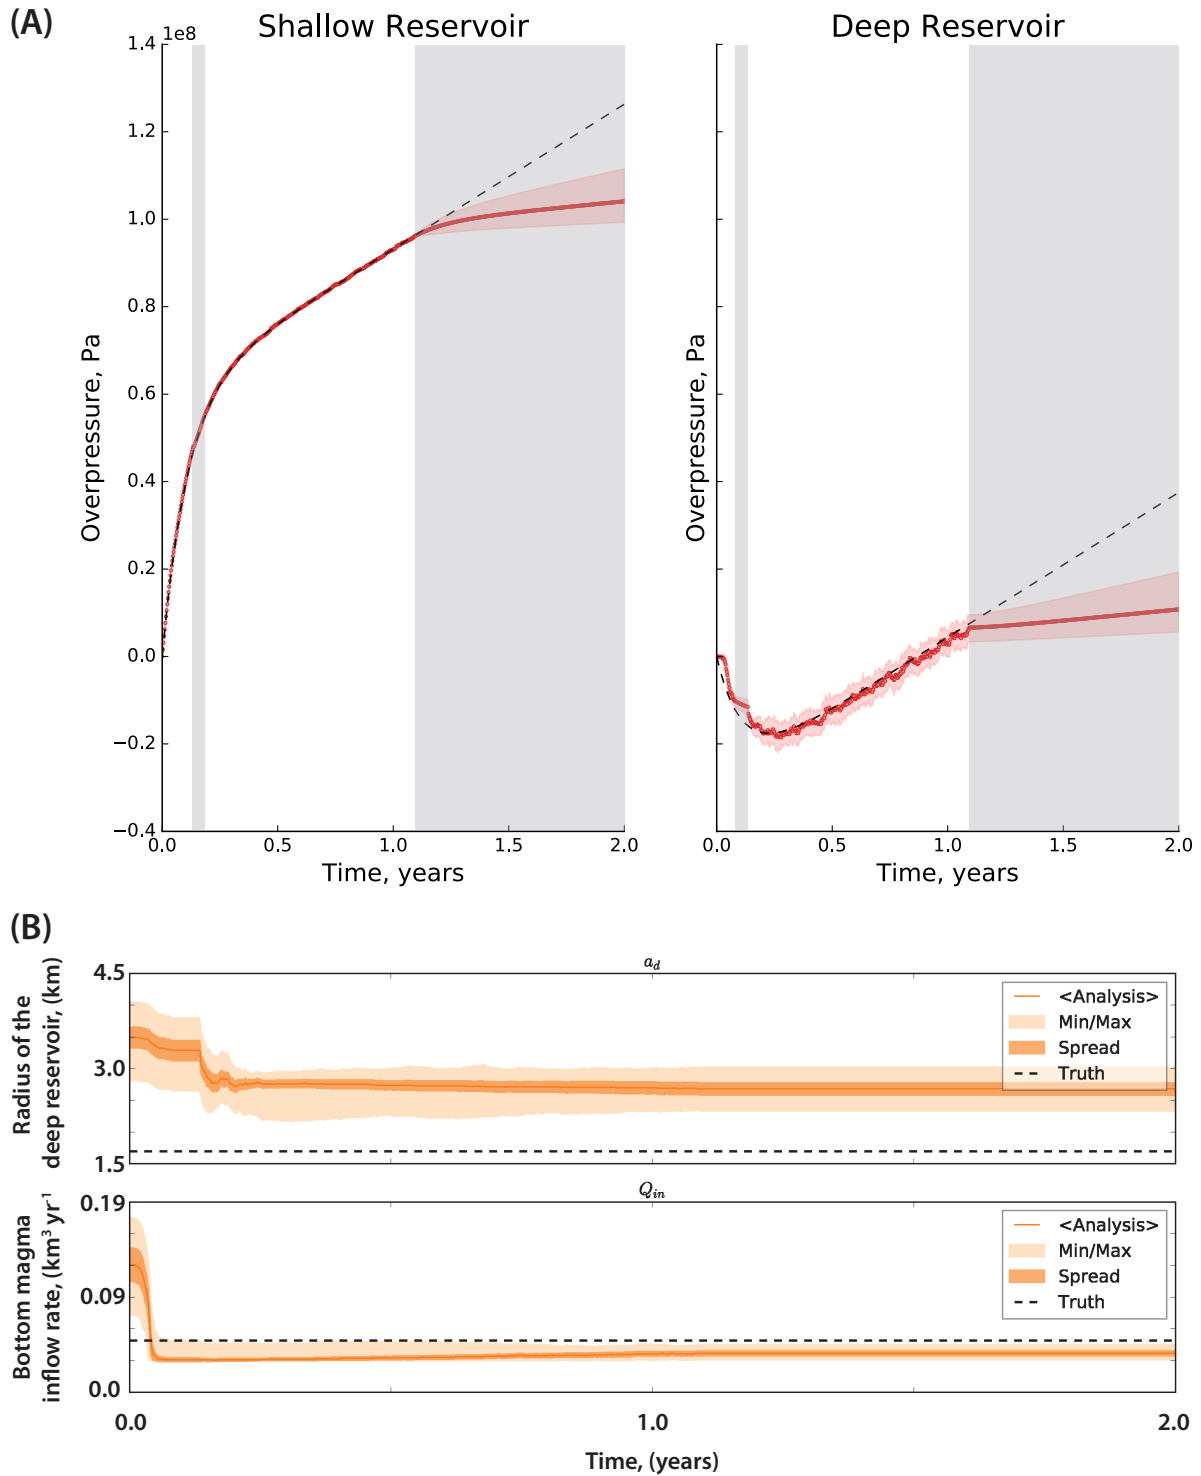 (A)
Shallow Reservoir
Deep Reservoir
1e8
1.4
1.2
1.0
0.8
0.6
0.4
0.2
0.0
−0.2
−0.4
Overpressure, Pa
Overpressure, Pa
0.0 0.5 1.0 1.5 2.0
0.0 0.5 1.0 1.5 2.0
Time, years
Time, years
(B)
a_d
4.5
3.0
1.5
Radius of the
deep reservoir, (km)
<Analysis>
Min/Max
Spread
Truth
Q_in
0.19
0.09
0.0
Bottom magma
inflow rate, (km³ yr⁻¹
<Analysis>
Min/Max
Spread
Truth
0.0 1.0 2.0
Time, (years)